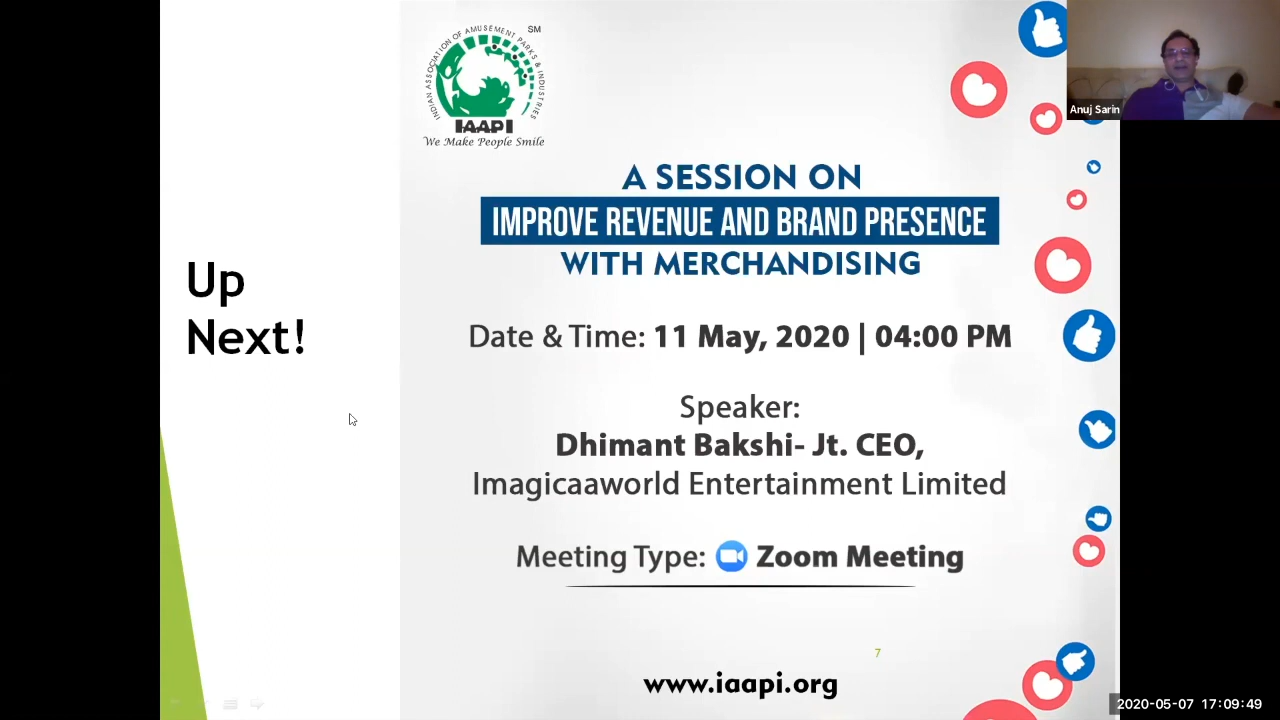 Up
Next!
INDIAN ASSOCIATION OF AMUSEMENT PARKS & INDUSTRIES
SM
IAAPI
We Make People Smile
A SESSION ON
IMPROVE REVENUE AND BRAND PRESENCE
WITH MERCHANDISING
Date & Time: 11 May, 2020 | 04:00 PM
Speaker:
Dhimant Bakshi- Jt. CEO,
Imagicaaworld Entertainment Limited
Meeting Type: Zoom Meeting
7
www.iaapi.org
Anuj Sarin
2020-05-07 17:09:49